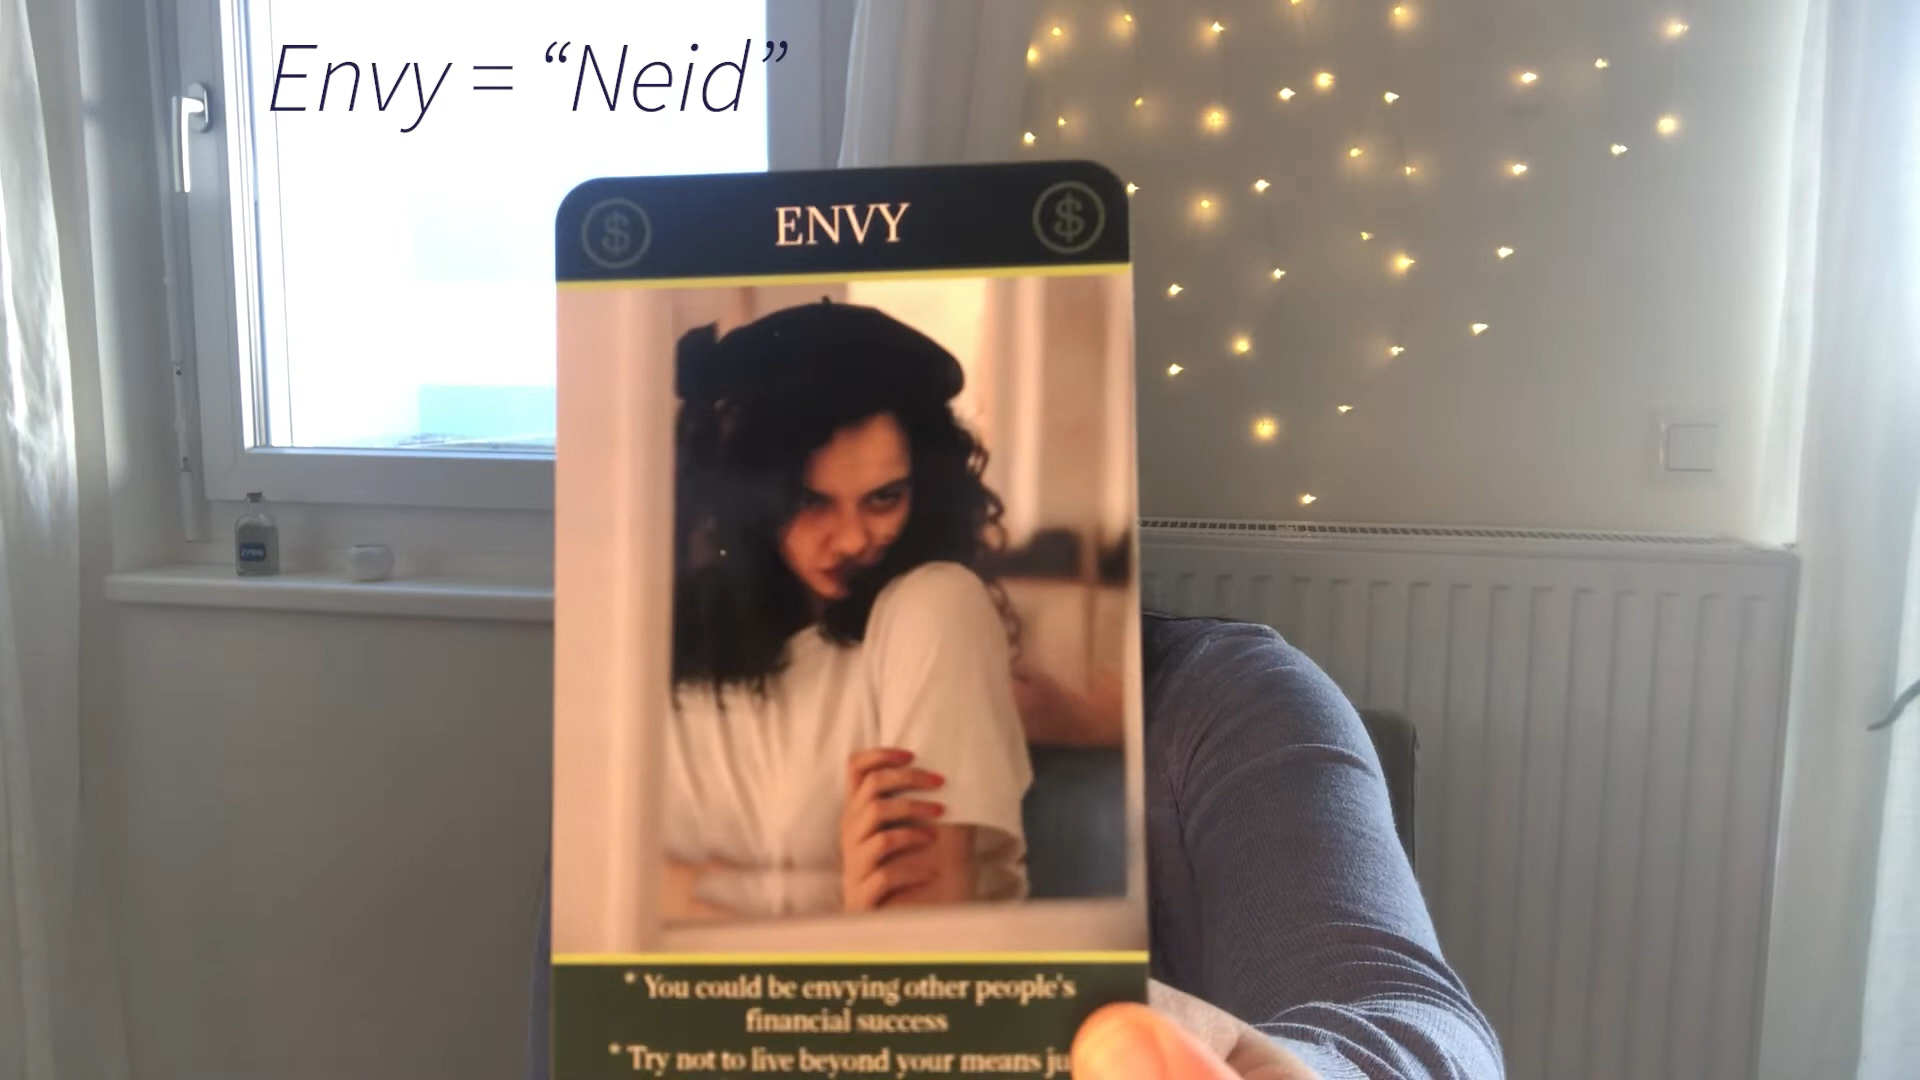 Envy = “Neid”
$ ENVY $
* You could be envying other people's
financial success
* Try not to live beyond your means